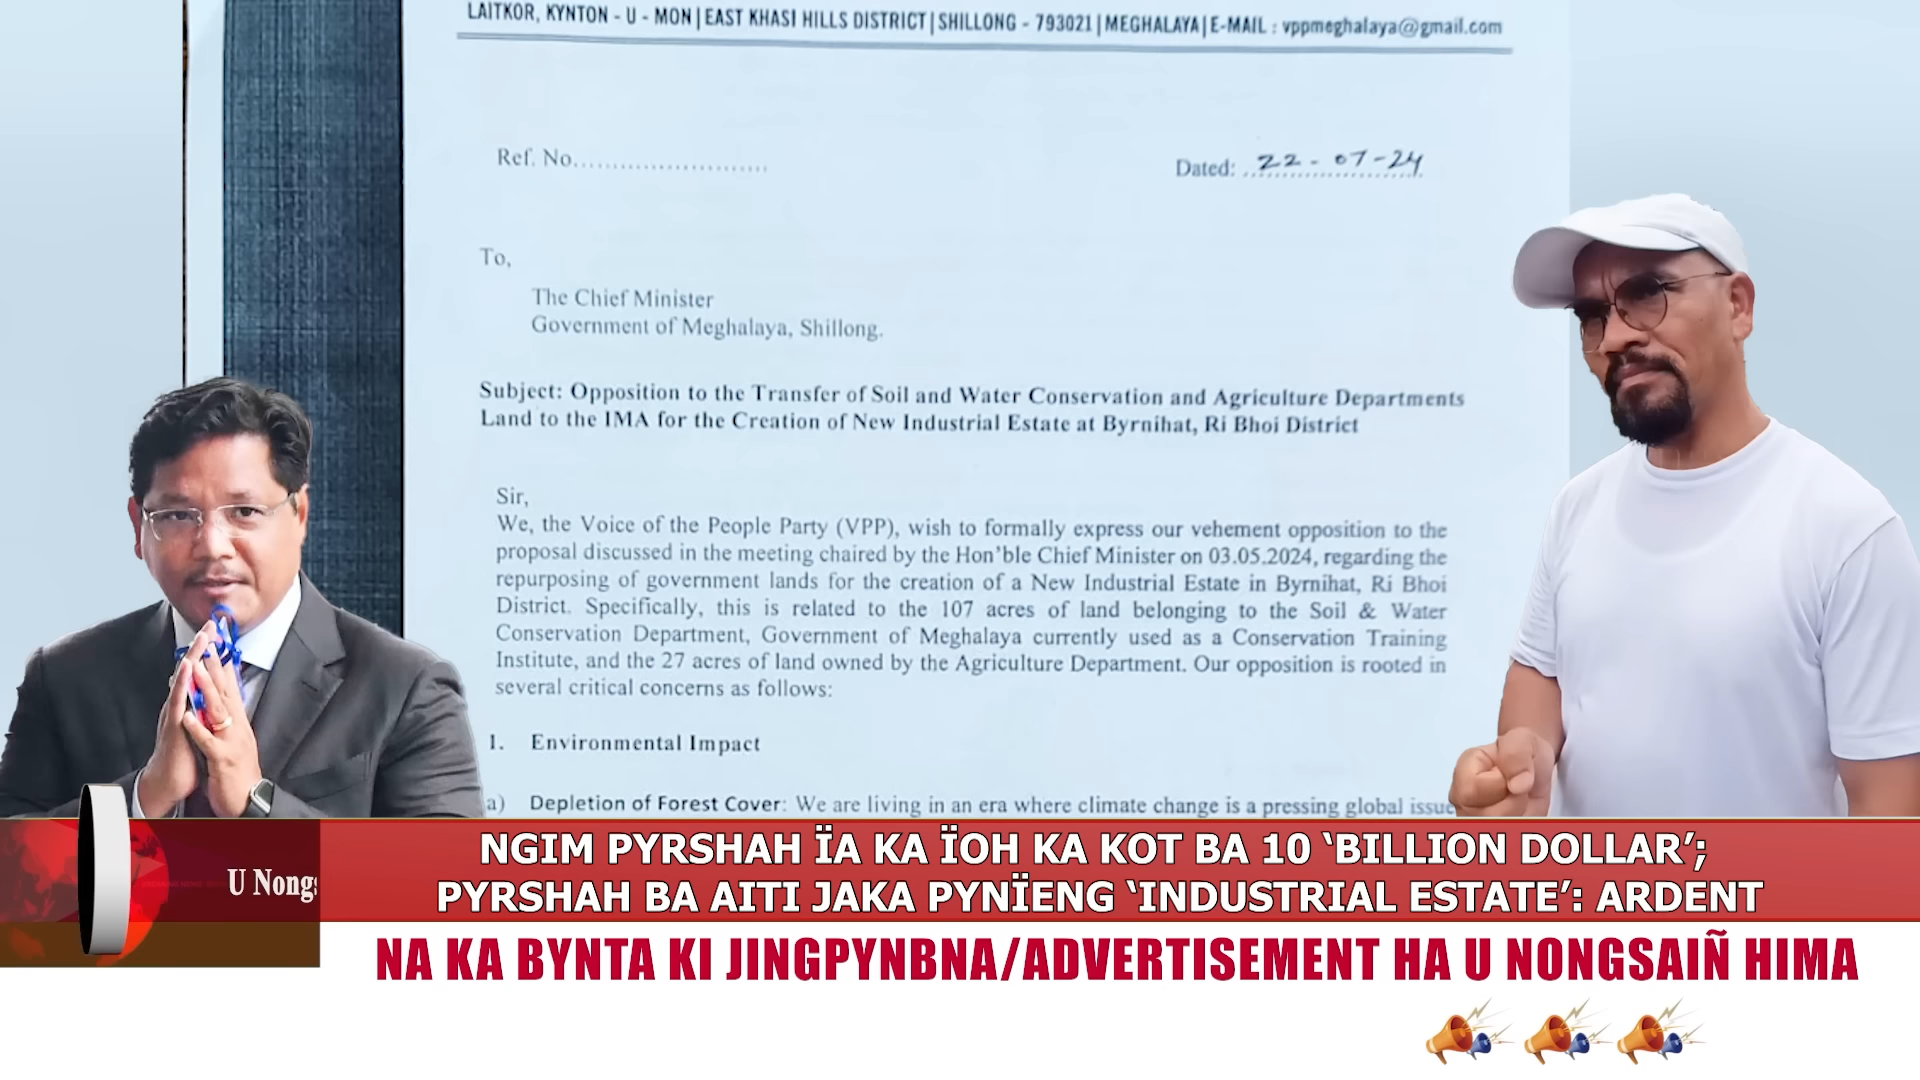 LAITKOR, KYNTON - U - MON | EAST KHASI HILLS DISTRICT | SHILLONG - 793021 | MEGHALAYA | E-MAIL : vppmeghalaya@gmail.com
Ref. No........................
Dated: 22-07-24
To,
The Chief Minister
Government of Meghalaya, Shillong.
Subject: Opposition to the Transfer of Soil and Water Conservation and Agriculture Departments
Land to the IMA for the Creation of New Industrial Estate at Byrnihat, Ri Bhoi District
Sir,
We, the Voice of the People Party (VPP), wish to formally express our vehement opposition to the
proposal discussed in the meeting chaired by the Hon'ble Chief Minister on 03.05.2024, regarding the
repurposing of government lands for the creation of a New Industrial Estate in Byrnihat, Ri Bhoi
District. Specifically, this is related to the 107 acres of land belonging to the Soil & Water
Conservation Department, Government of Meghalaya currently used as a Conservation Training
Institute, and the 27 acres of land owned by the Agriculture Department. Our opposition is rooted in
several critical concerns as follows:
1. Environmental Impact
a) Depletion of Forest Cover: We are living in an era where climate change is a pressing global issue
U Nongs
NGIM PYRSHAH ÏA KA ÏOH KA KOT BA 10 ‘BILLION DOLLAR’;
PYRSHAH BA AITI JAKA PYNÏENG ‘INDUSTRIAL ESTATE’: ARDENT
NA KA BYNTA KI JINGPYNBNA/ADVERTISEMENT HA U NONGSAIÑ HIMA